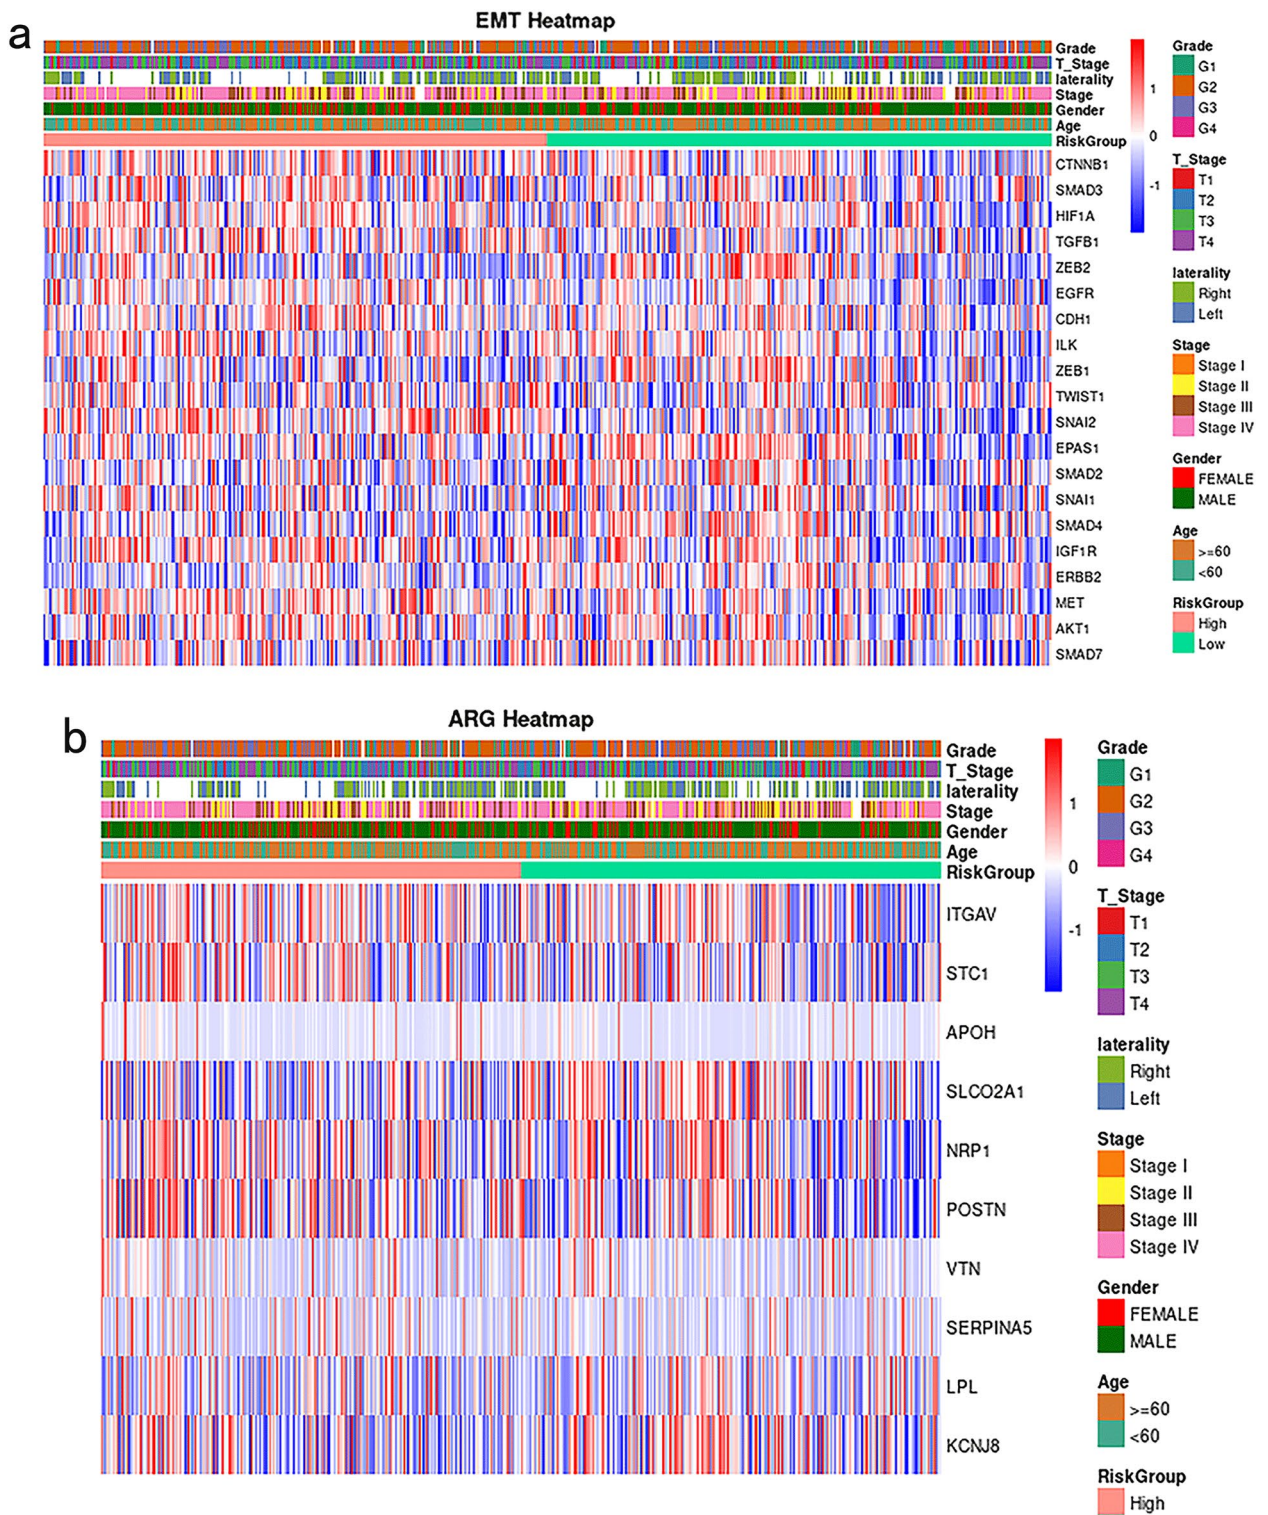 a
EMT Heatmap
Grade
T_Stage
laterality
Stage
Gender
Age
RiskGroup
CTNNB1
SMAD3
HIF1A
TGFB1
ZEB2
EGFR
CDH1
ILK
ZEB1
TWIST1
SNAI2
EPAS1
SMAD2
SNAI1
SMAD4
IGF1R
ERBB2
MET
AKT1
SMAD7
1
0
-1
Grade
G1
G2
G3
G4
T_Stage
T1
T2
T3
T4
laterality
Right
Left
Stage
Stage I
Stage II
Stage III
Stage IV
Gender
FEMALE
MALE
Age
>=60
<60
RiskGroup
High
Low
b
ARG Heatmap
Grade
T_Stage
laterality
Stage
Gender
Age
RiskGroup
ITGAV
STC1
APOH
SLCO2A1
NRP1
POSTN
VTN
SERPINA5
LPL
KCNJ8
1
0
-1
Grade
G1
G2
G3
G4
T_Stage
T1
T2
T3
T4
laterality
Right
Left
Stage
Stage I
Stage II
Stage III
Stage IV
Gender
FEMALE
MALE
Age
>=60
<60
RiskGroup
High